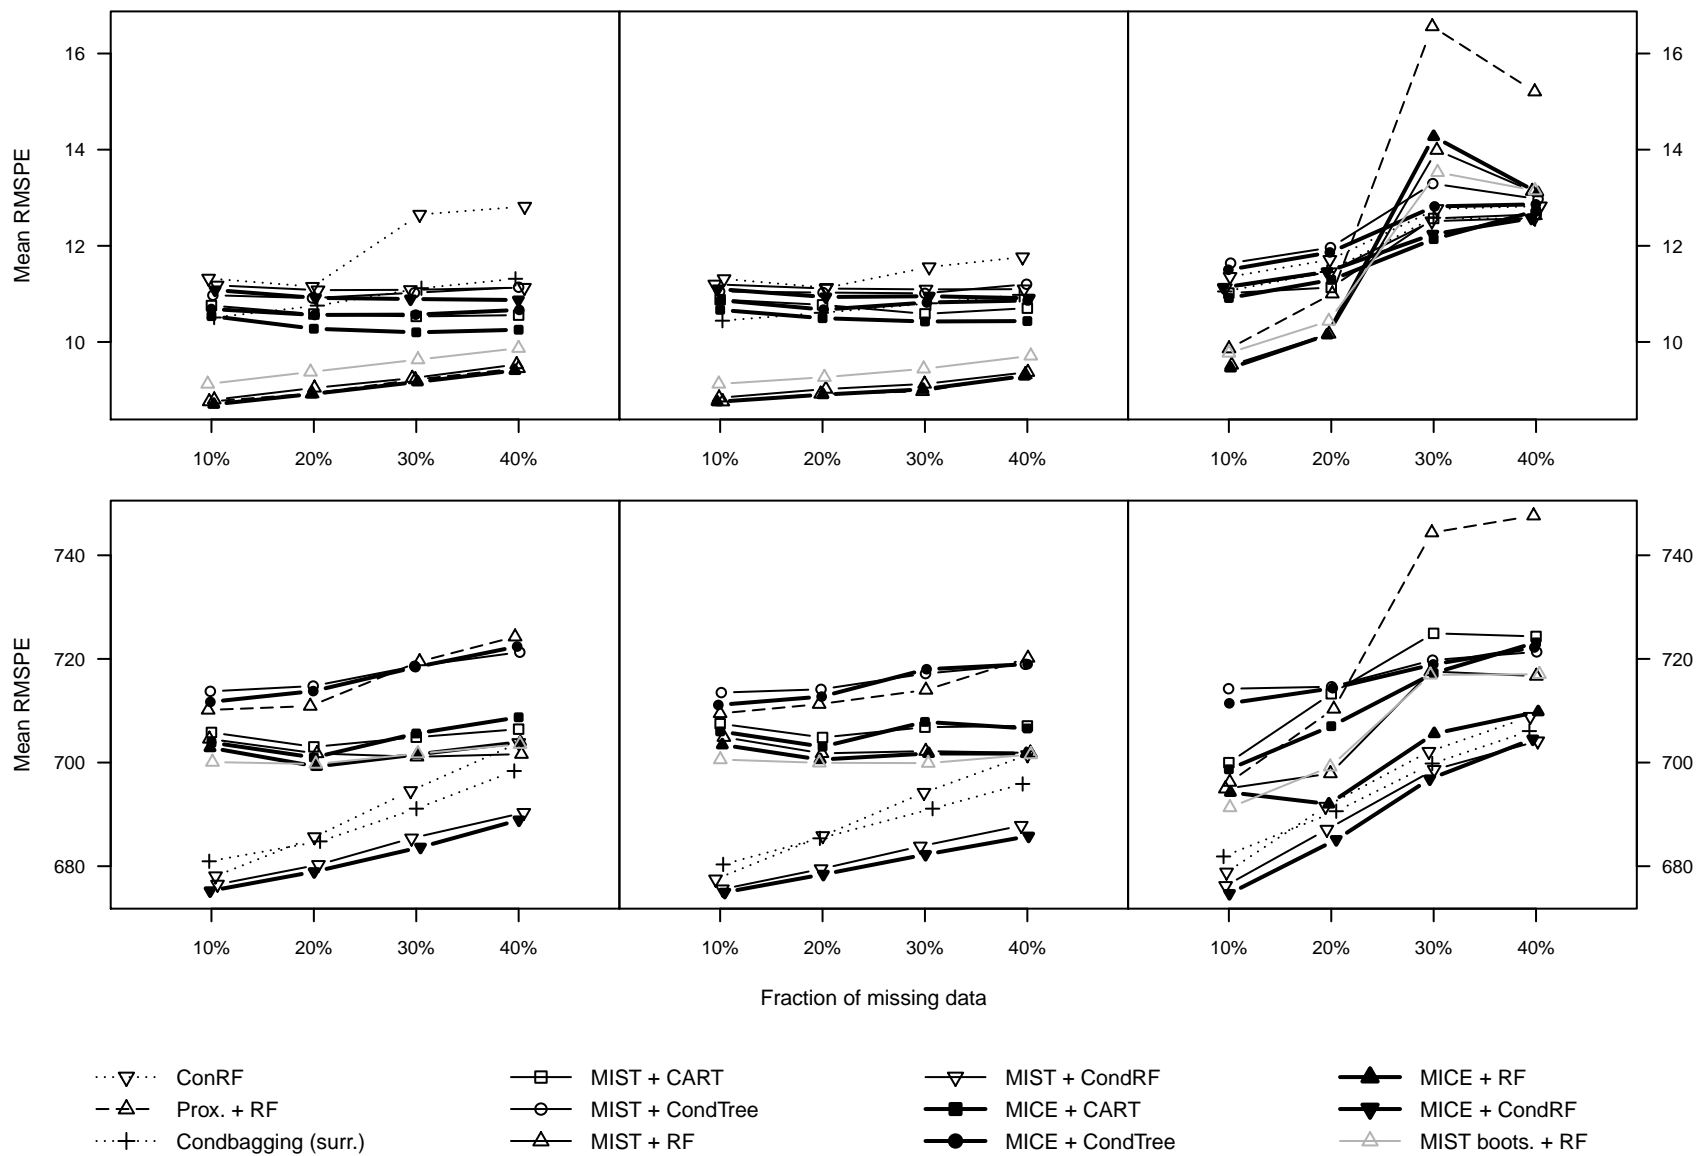 16 16
14 14
12 12
10 10
Mean RMSPE
10% 20% 30% 40% 10% 20% 30% 40% 10% 20% 30% 40%
740 740
720 720
700 700
680 680
Mean RMSPE
10% 20% 30% 40% 10% 20% 30% 40% 10% 20% 30% 40%
Fraction of missing data
ConRF MIST + CART MIST + CondRF MICE + RF
Prox. + RF MIST + CondTree MICE + CART MICE + CondRF
Condbagging (surr.) MIST + RF MICE + CondTree MIST boots. + RF